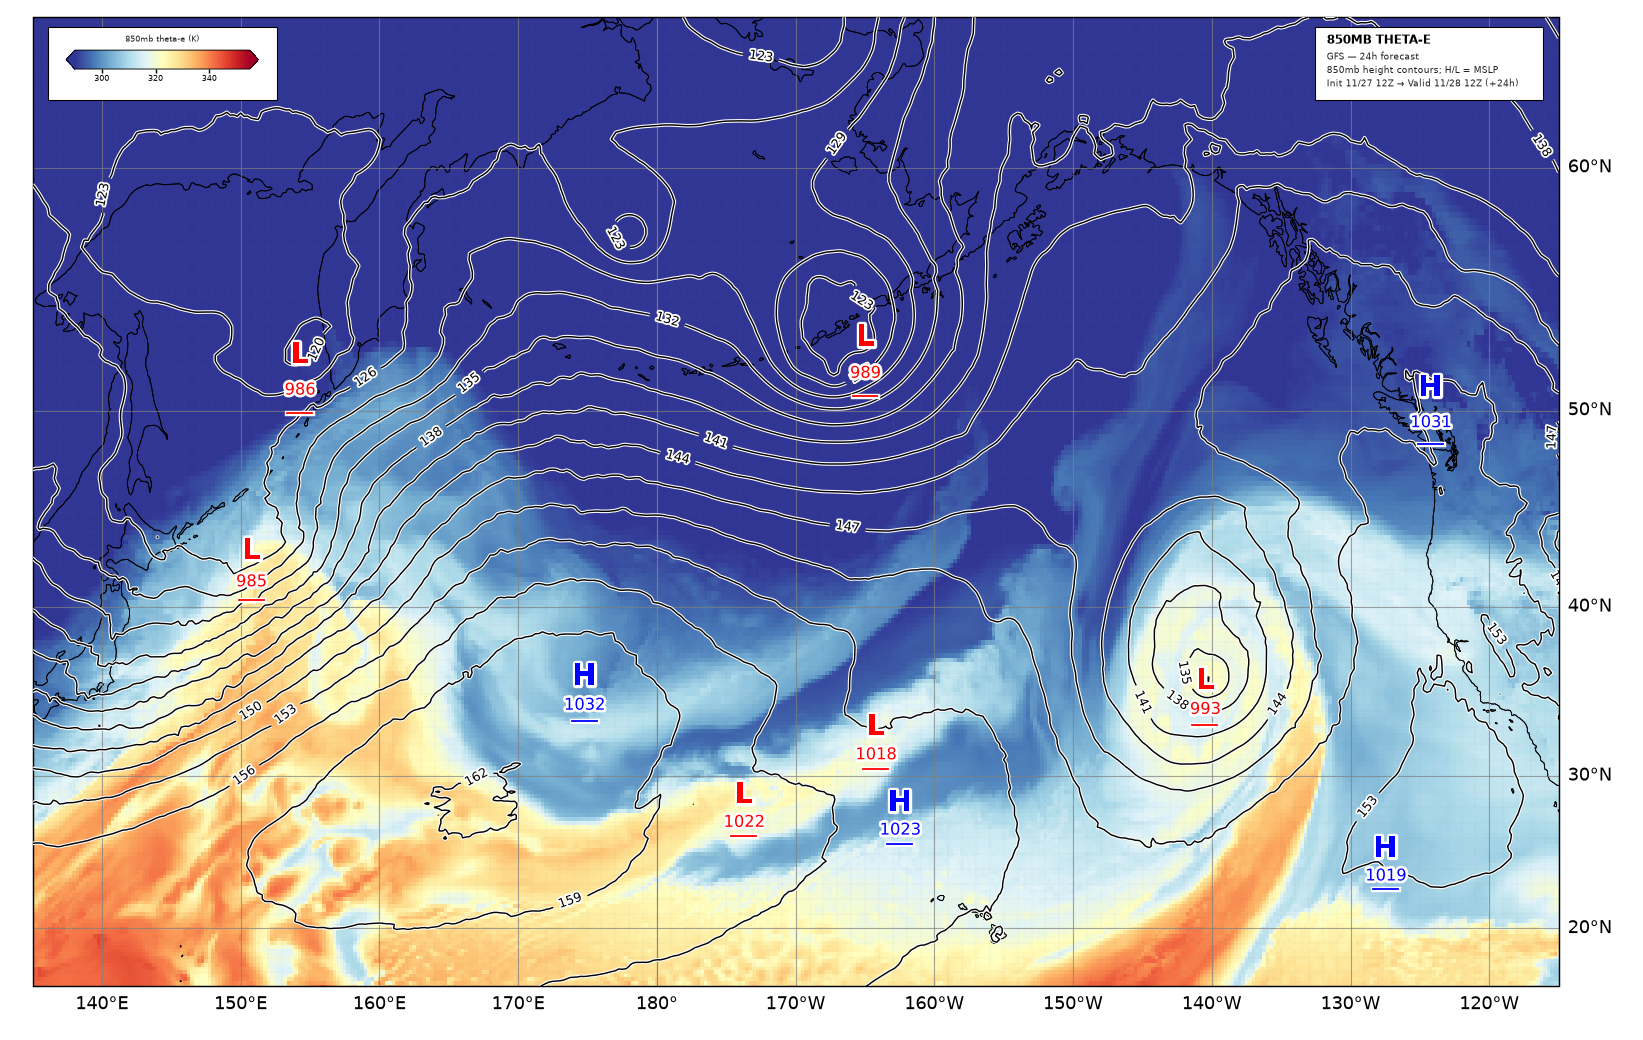 850mb theta-e (K)
300 320 340
850MB THETA-E
GFS — 24h forecast
850mb height contours; H/L = MSLP
Init 11/27 12Z → Valid 11/28 12Z (+24h)
123
129
138
60°N
123
123
123
132
L
989
L
986
120
126
135
H
1031
50°N
138
141
144
147
147
L
985
40°N
153
H
1032
135
138
141
144
L
993
150
153
L
1018
156
162
30°N
L
1022
H
1023
153
H
1019
159
20°N
140°E 150°E 160°E 170°E 180° 170°W 160°W 150°W 140°W 130°W 120°W